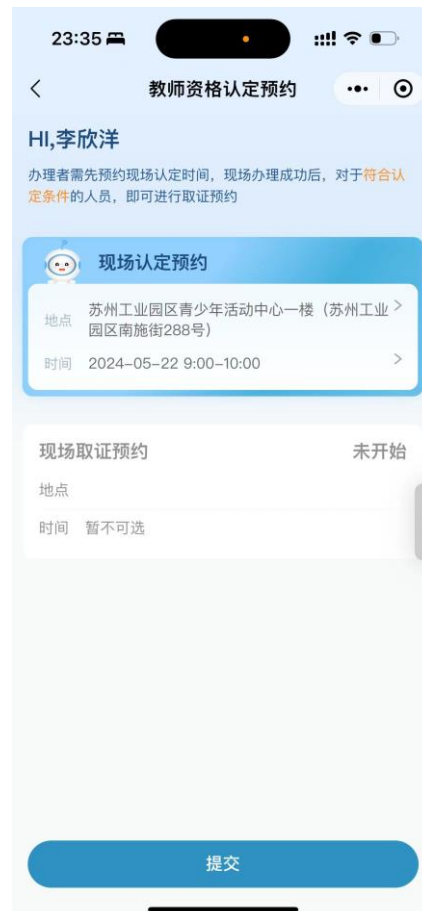 23:35
教师资格认定预约
HI,李欣洋
办理者需先预约现场认定时间，现场办理成功后，对于符合认
定条件的人员，即可进行取证预约
现场认定预约
地点 苏州工业园区青少年活动中心一楼（苏州工业
园区南施街288号）
时间 2024-05-22 9:00-10:00
现场取证预约 未开始
地点
时间 暂不可选
提交